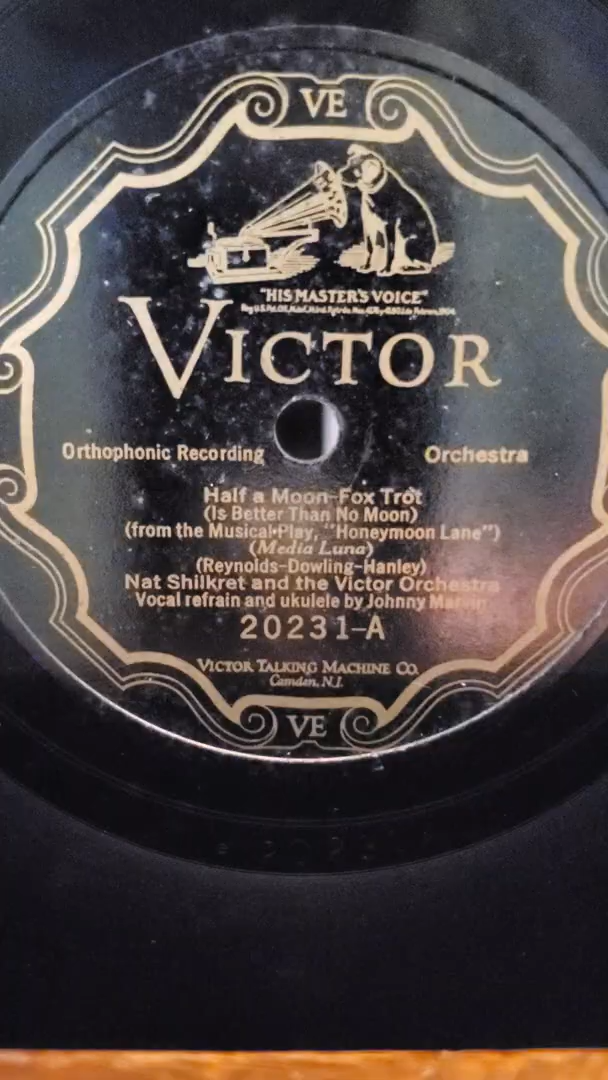 VE
"HIS MASTER'S VOICE"
VICTOR
Orthophonic Recording
Orchestra
Half a Moon-Fox Trot
(Is Better Than No Moon)
(from the Musical Play, "Honeymoon Lane")
(Media Luna)
(Reynolds-Dowling-Hanley)
Nat Shilkret and the Victor Orchestra
Vocal refrain and ukulele by Johnny Marvin
20231-A
VICTOR TALKING MACHINE CO.
Camden, N.J.
VE